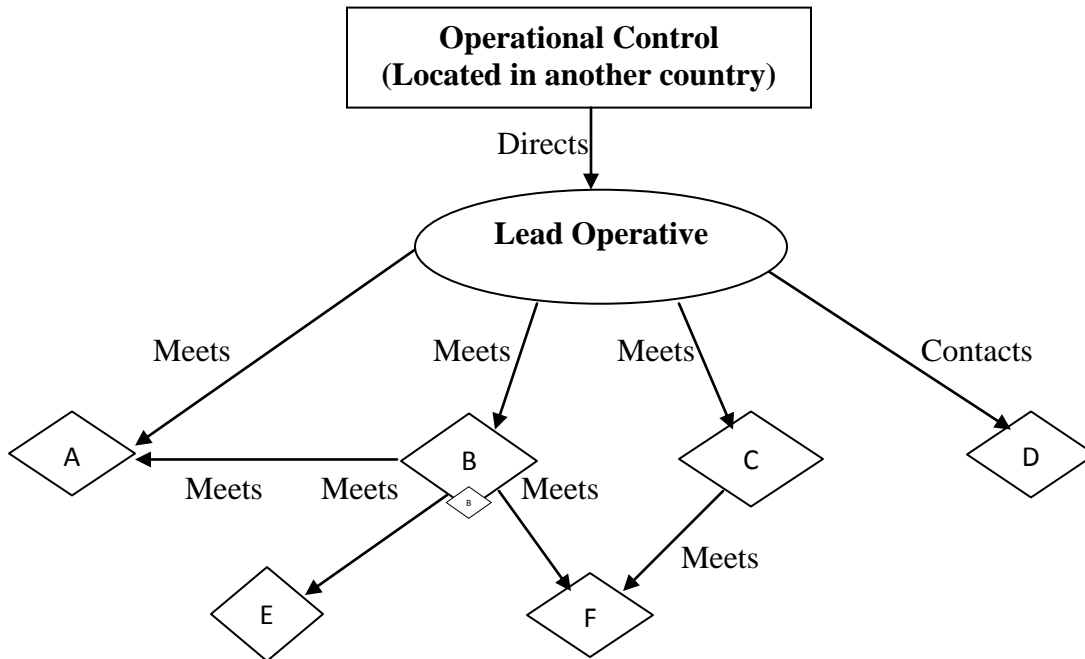 Operational Control
(Located in another country)
Directs
Lead Operative
Meets Meets Meets Contacts
A B C D
Meets Meets Meets
B
Meets
E F